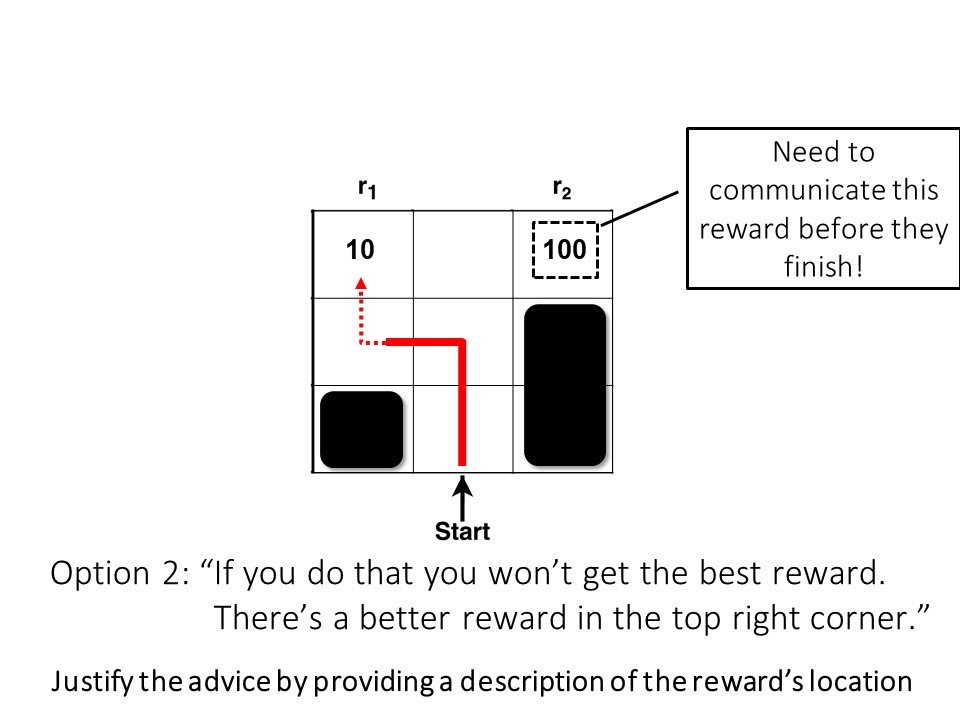 Need to
communicate this
reward before they
finish!
r1
r2
10
100
Start
Option 2: “If you do that you won’t get the best reward.
There’s a better reward in the top right corner.”
Justify the advice by providing a description of the reward’s location